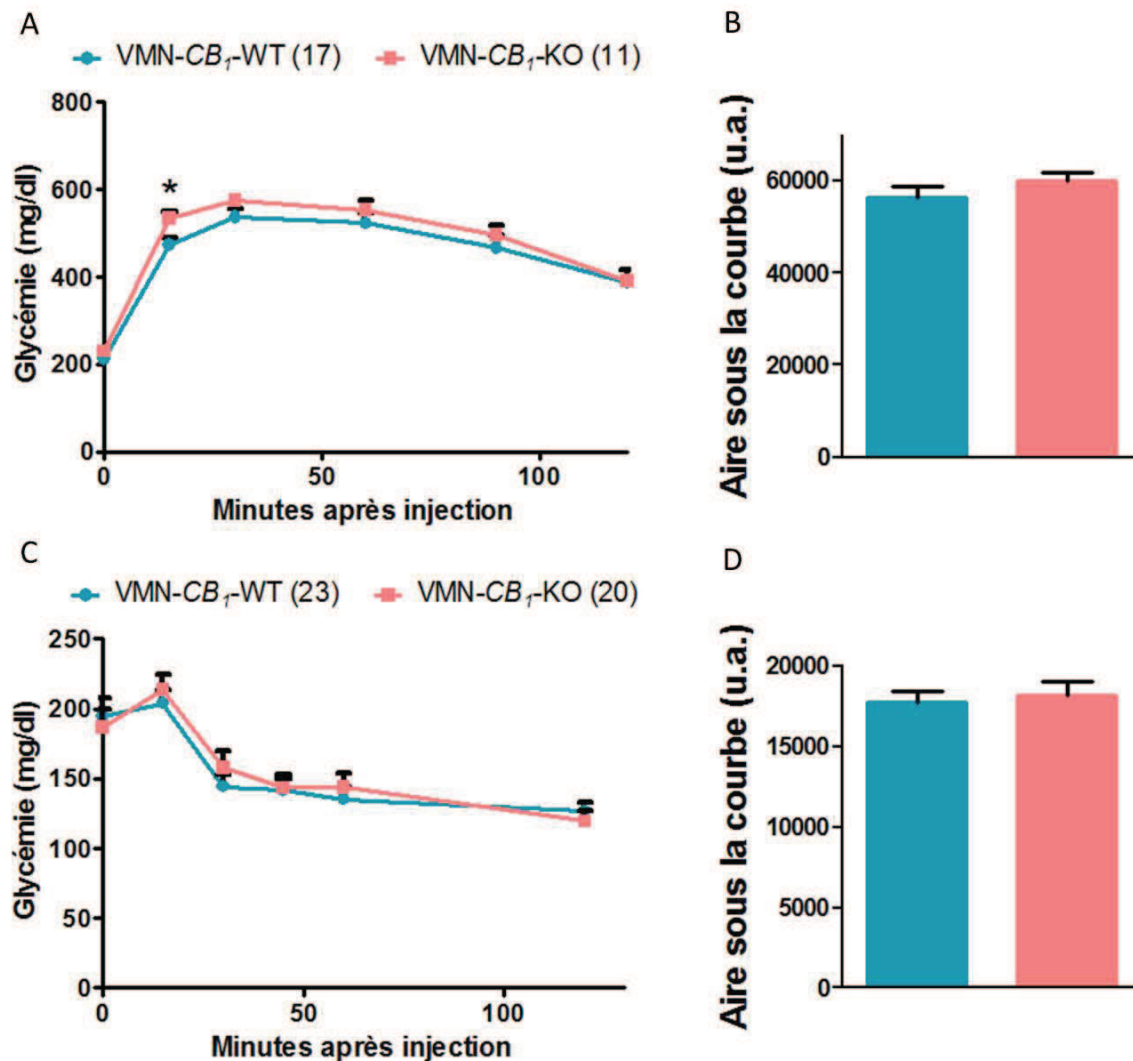 A
VMN-CB1-WT (17) VMN-CB1-KO (11)
Glycémie (mg/dl)
800
600
400
200
0
*
0 50 100
Minutes après injection
B
Aire sous la courbe (u.a.)
60000
40000
20000
0
C
VMN-CB1-WT (23) VMN-CB1-KO (20)
Glycémie (mg/dl)
250
200
150
100
50
0
0 50 100
Minutes après injection
D
Aire sous la courbe (u.a.)
20000
15000
10000
5000
0